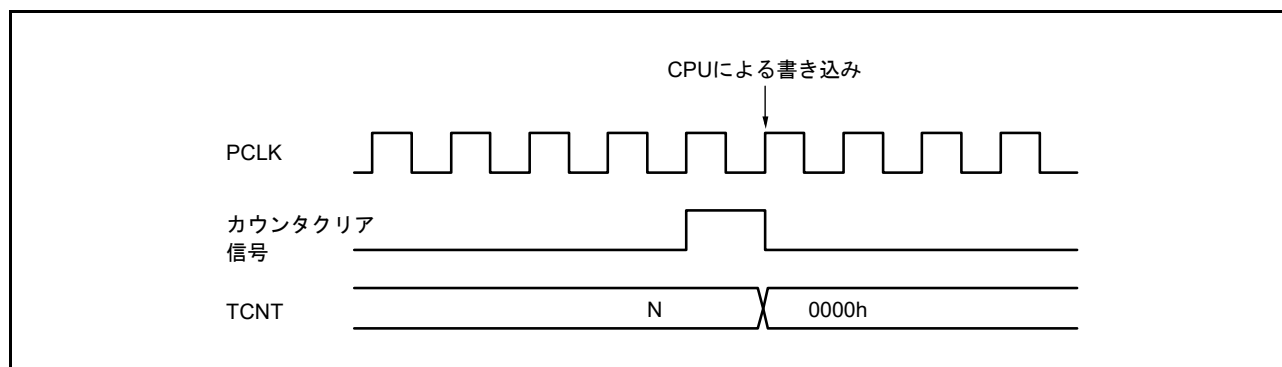 CPUによる書き込み
PCLK
カウンタクリア
信号
TCNT
N
0000h